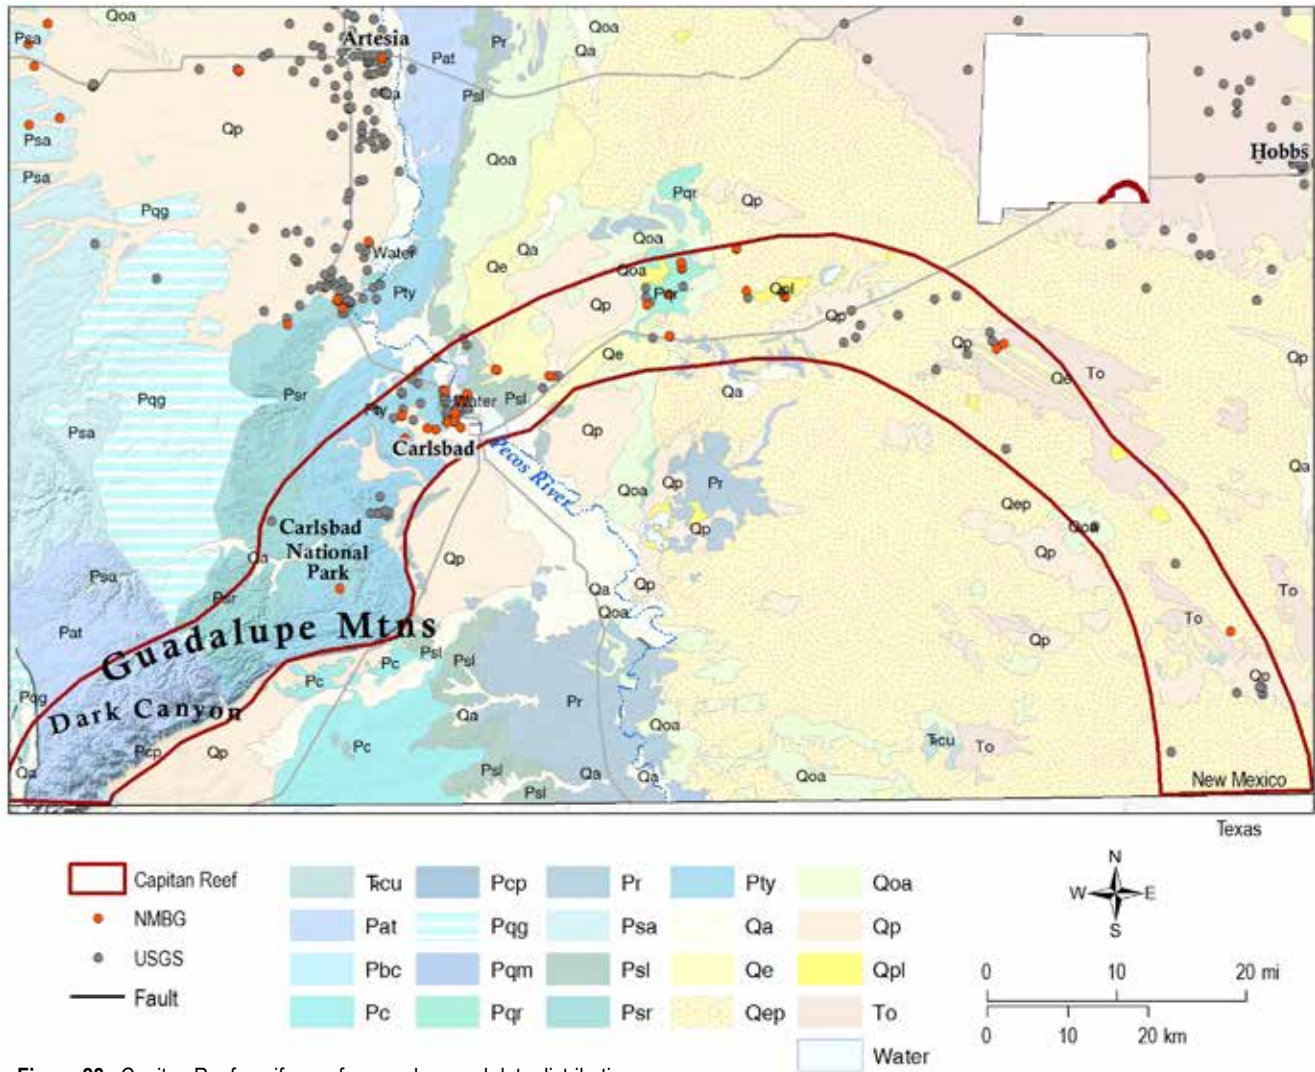 Qoa
Psa
Artesia
Pat
Pr
Qoa
Qa
Psl
Qa
Qp
Psa
Psa
Qoa
Hobbs
Pqg
Pqr
Qp
Water
Qoa
Qa
Qe
Qoa
Pty
Pqr
Qpl
Qp
Qp
Qp
Qe
Qp
Qe
To
Psr
Pqg
Pty
Water
Psl
Qa
Psa
Carlsbad
Pecos River
Qp
Qa
Qoa
Qp
Pr
Qp
Qep
Qoa
Carlsbad
National
Park
Qa
Qp
Qp
Psa
Psr
Qa
Qp
Qoa
To
Pat
Guadalupe Mtns
Psl
Psl
Pc
Pc
Qp
To
Pqg
Dark Canyon
Qa
Pr
Qoa
Qp
Pcp
Qp
Pc
Qa
Psl
Psl
Qa
Qa
Qoa
Trcu
To
New Mexico
Texas
Capitan Reef
NMBG
USGS
Fault
Trcu
Pat
Pbc
Pc
Pcp
Pqg
Pqm
Pqr
Pr
Psa
Psl
Psr
Pty
Qa
Qe
Qep
Qoa
Qp
Qpl
To
Water
N
W E
S
0 10 20 mi
0 10 20 km